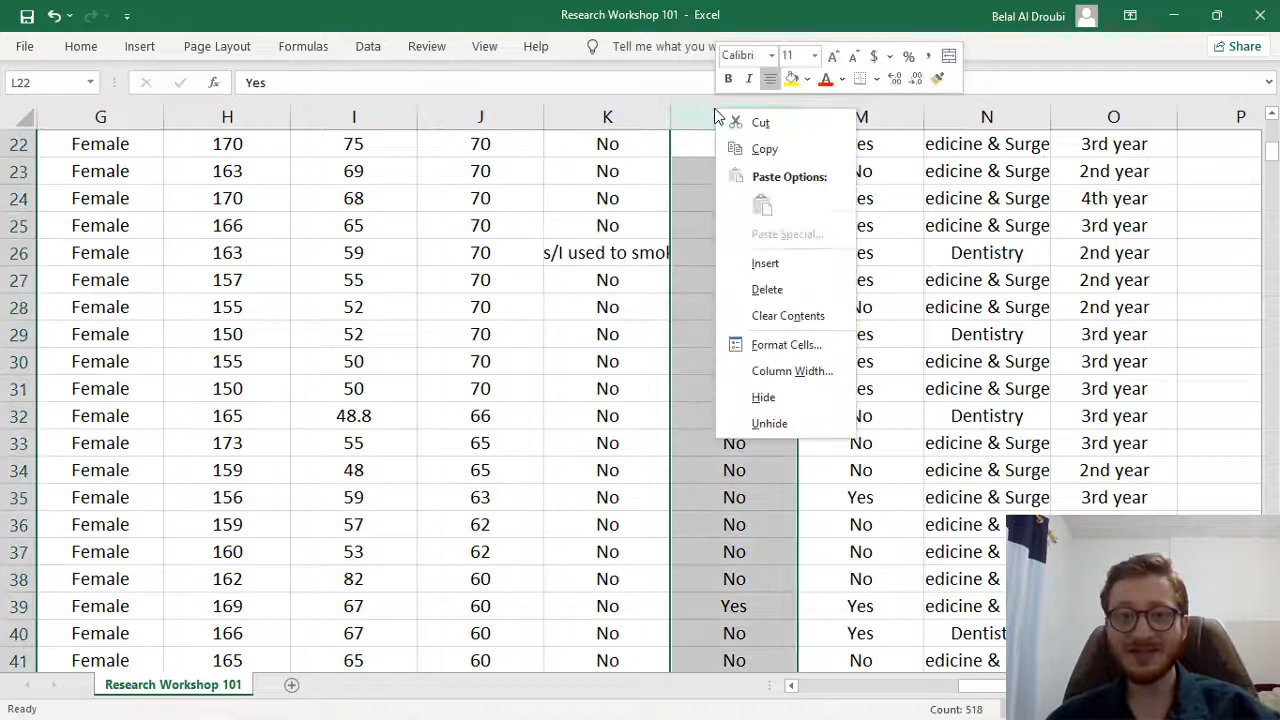 Research Workshop 101 - Excel
Belal Al Droubi
File Home Insert Page Layout Formulas Data Review View Help Tell me what you w
Share
Calibri 11 A A $ % ,
B I A
L22 fx Yes
G H I J K M N O P
22 Female 170 75 70 No es edicine & Surge 3rd year
23 Female 163 69 70 No No edicine & Surge 2nd year
24 Female 170 68 70 No es edicine & Surge 4th year
25 Female 166 65 70 No es edicine & Surge 3rd year
26 Female 163 59 70 s/I used to smok es Dentistry 2nd year
27 Female 157 55 70 No es edicine & Surge 2nd year
28 Female 155 52 70 No No edicine & Surge 2nd year
29 Female 150 52 70 No es Dentistry 3rd year
30 Female 155 50 70 No es edicine & Surge 3rd year
31 Female 150 50 70 No es edicine & Surge 3rd year
32 Female 165 48.8 66 No No Dentistry 3rd year
33 Female 173 55 65 No No No edicine & Surge 3rd year
34 Female 159 48 65 No No No edicine & Surge 2nd year
35 Female 156 59 63 No No Yes edicine & Surge 3rd year
36 Female 159 57 62 No No No edicine & Surge
37 Female 160 53 62 No No No edicine & Surge
38 Female 162 82 60 No No No edicine & Surge
39 Female 169 67 60 No Yes Yes edicine & Surge
40 Female 166 67 60 No No Yes Dentist
41 Female 165 65 60 No No No edicine &
Cut
Copy
Paste Options:
Paste Special...
Insert
Delete
Clear Contents
Format Cells...
Column Width...
Hide
Unhide
Research Workshop 101
Ready
Count: 518